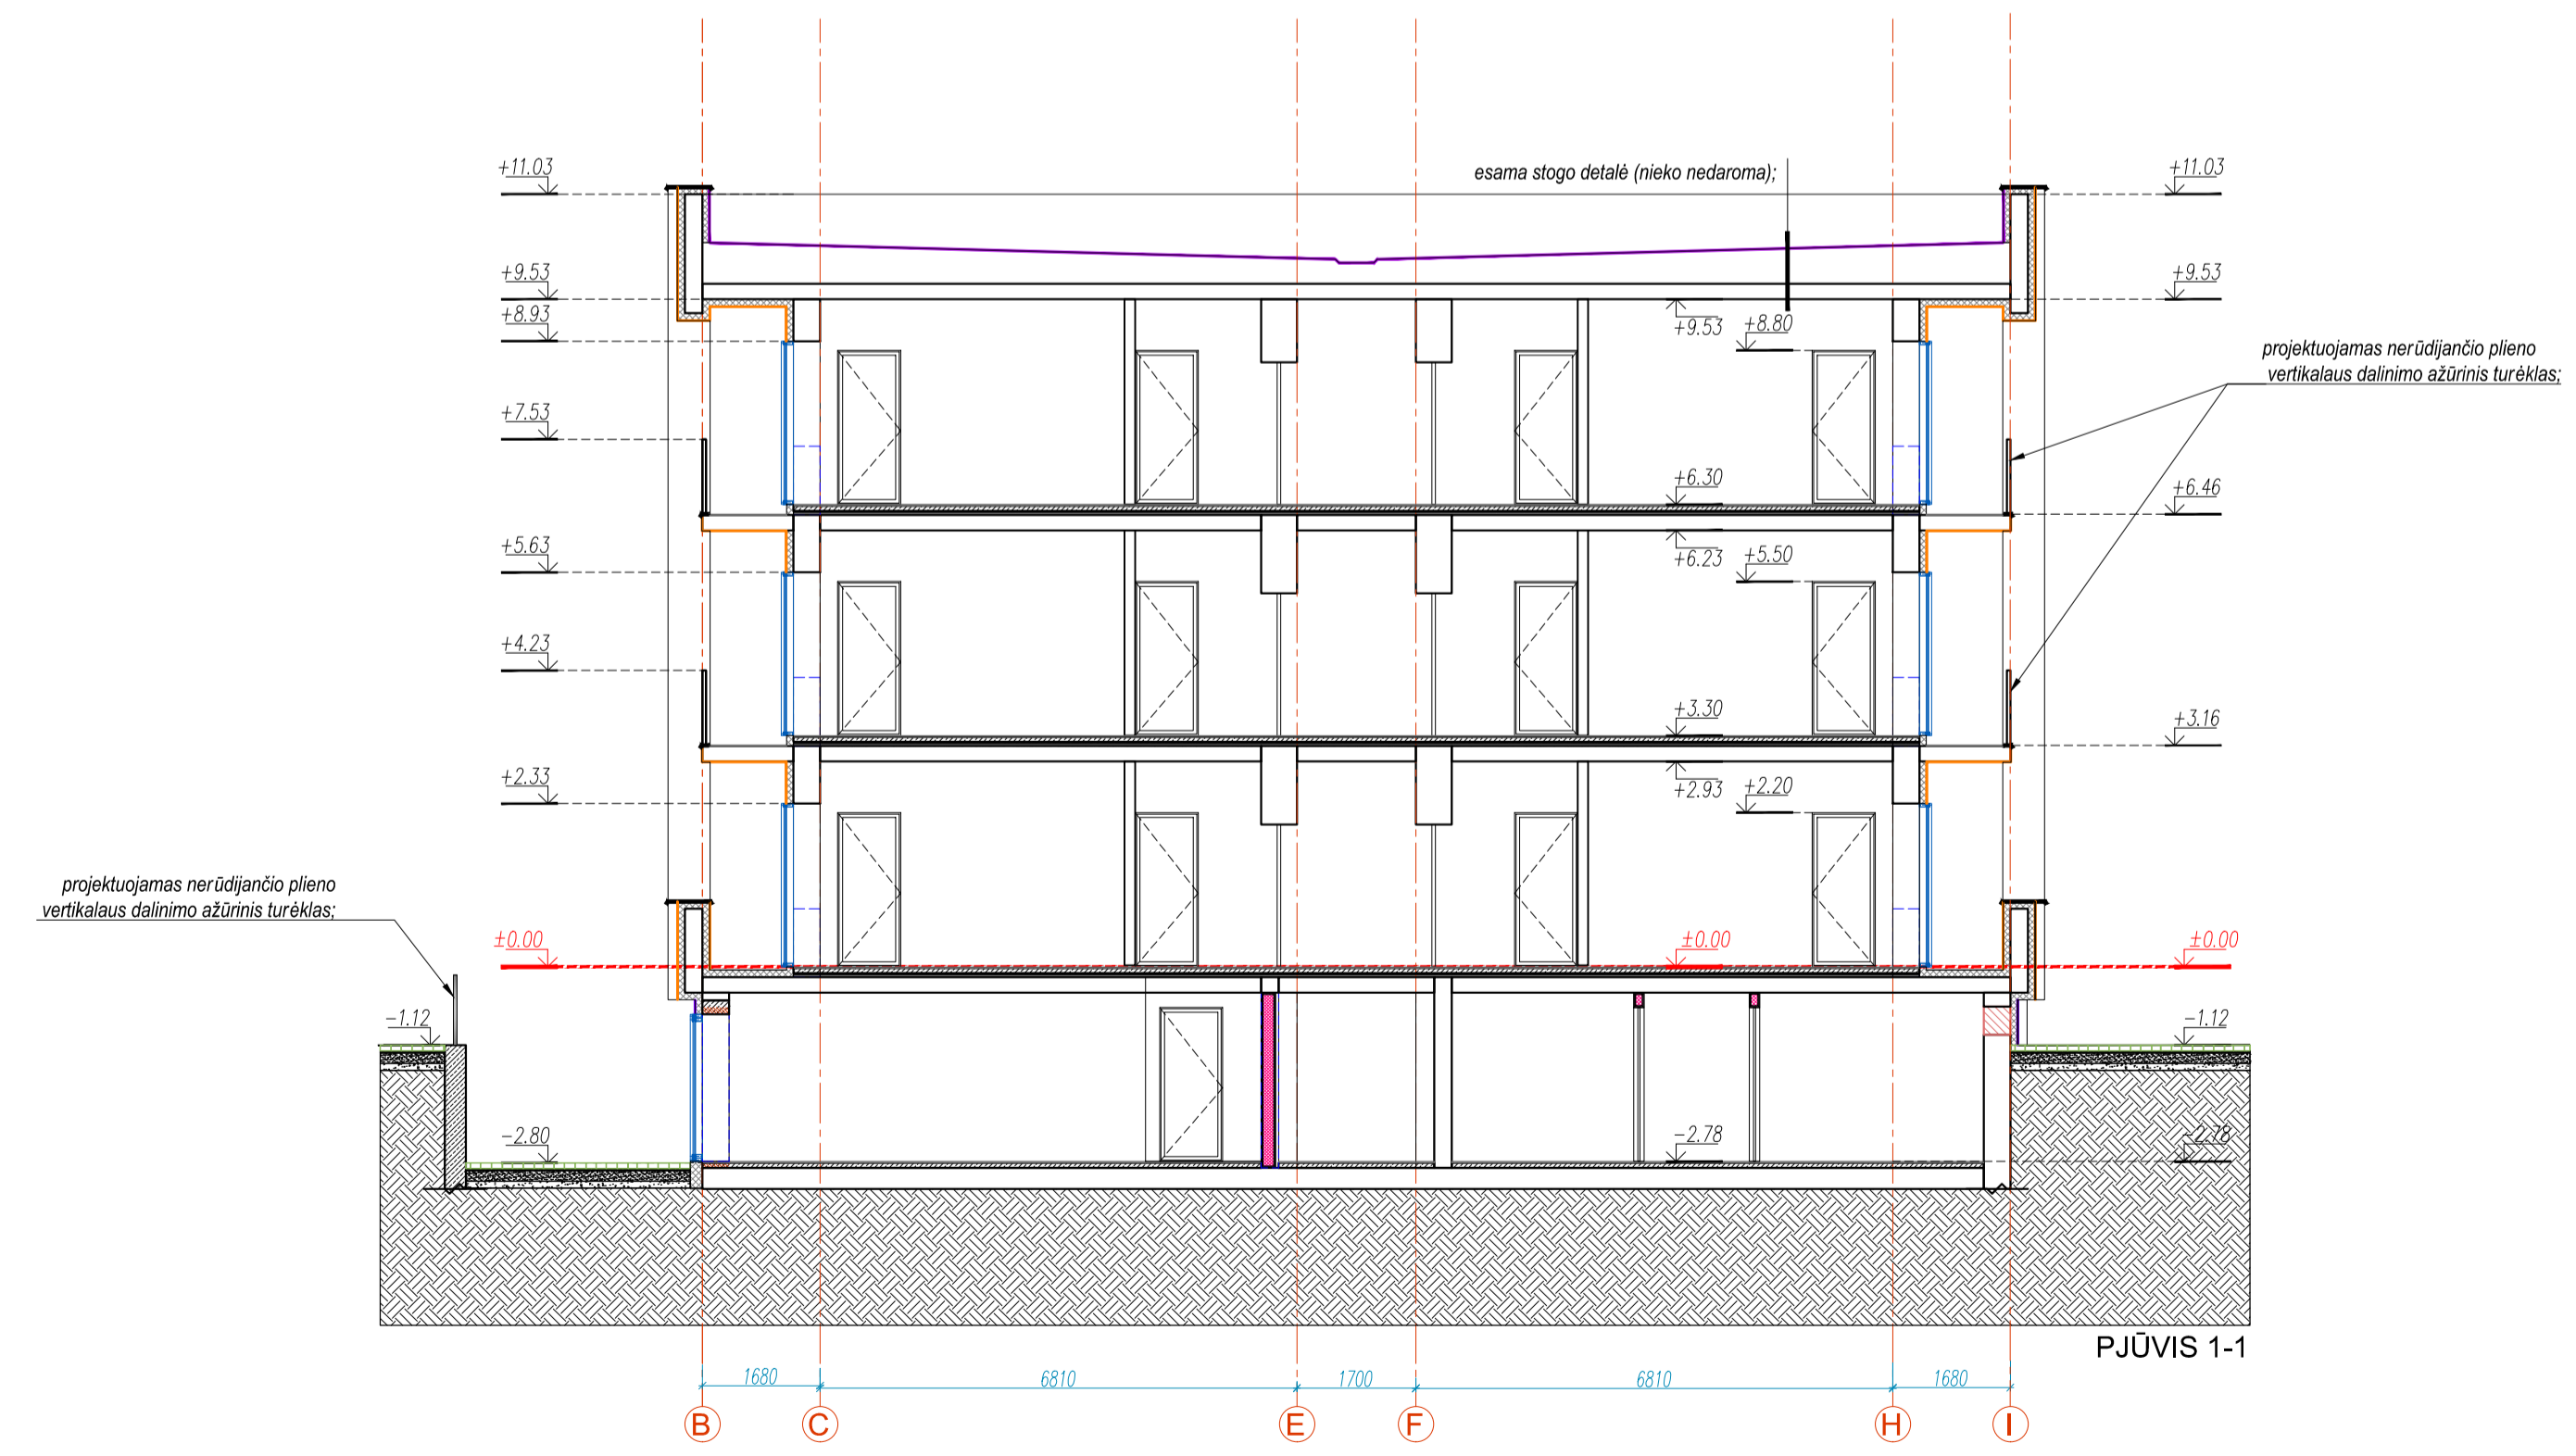 +11.03
esama stogo detalė (nieko nedaroma);
+11.03
+9.53
+9.53
+8.93
+9.53
+8.80
projektuojamas nerūdijančio plieno
vertikalaus dalinimo ažūrinis turėklas;
+7.53
+6.30
+6.46
+5.63
+6.23
+5.50
+4.23
+3.30
+3.16
+2.33
+2.93
+2.20
projektuojamas nerūdijančio plieno
vertikalaus dalinimo ažūrinis turėklas;
±0.00
±0.00
±0.00
-1.12
-1.12
-2.80
-2.78
-2.78
PJŪVIS 1-1
1680
6810
1700
6810
1680
B
C
E
F
H
I